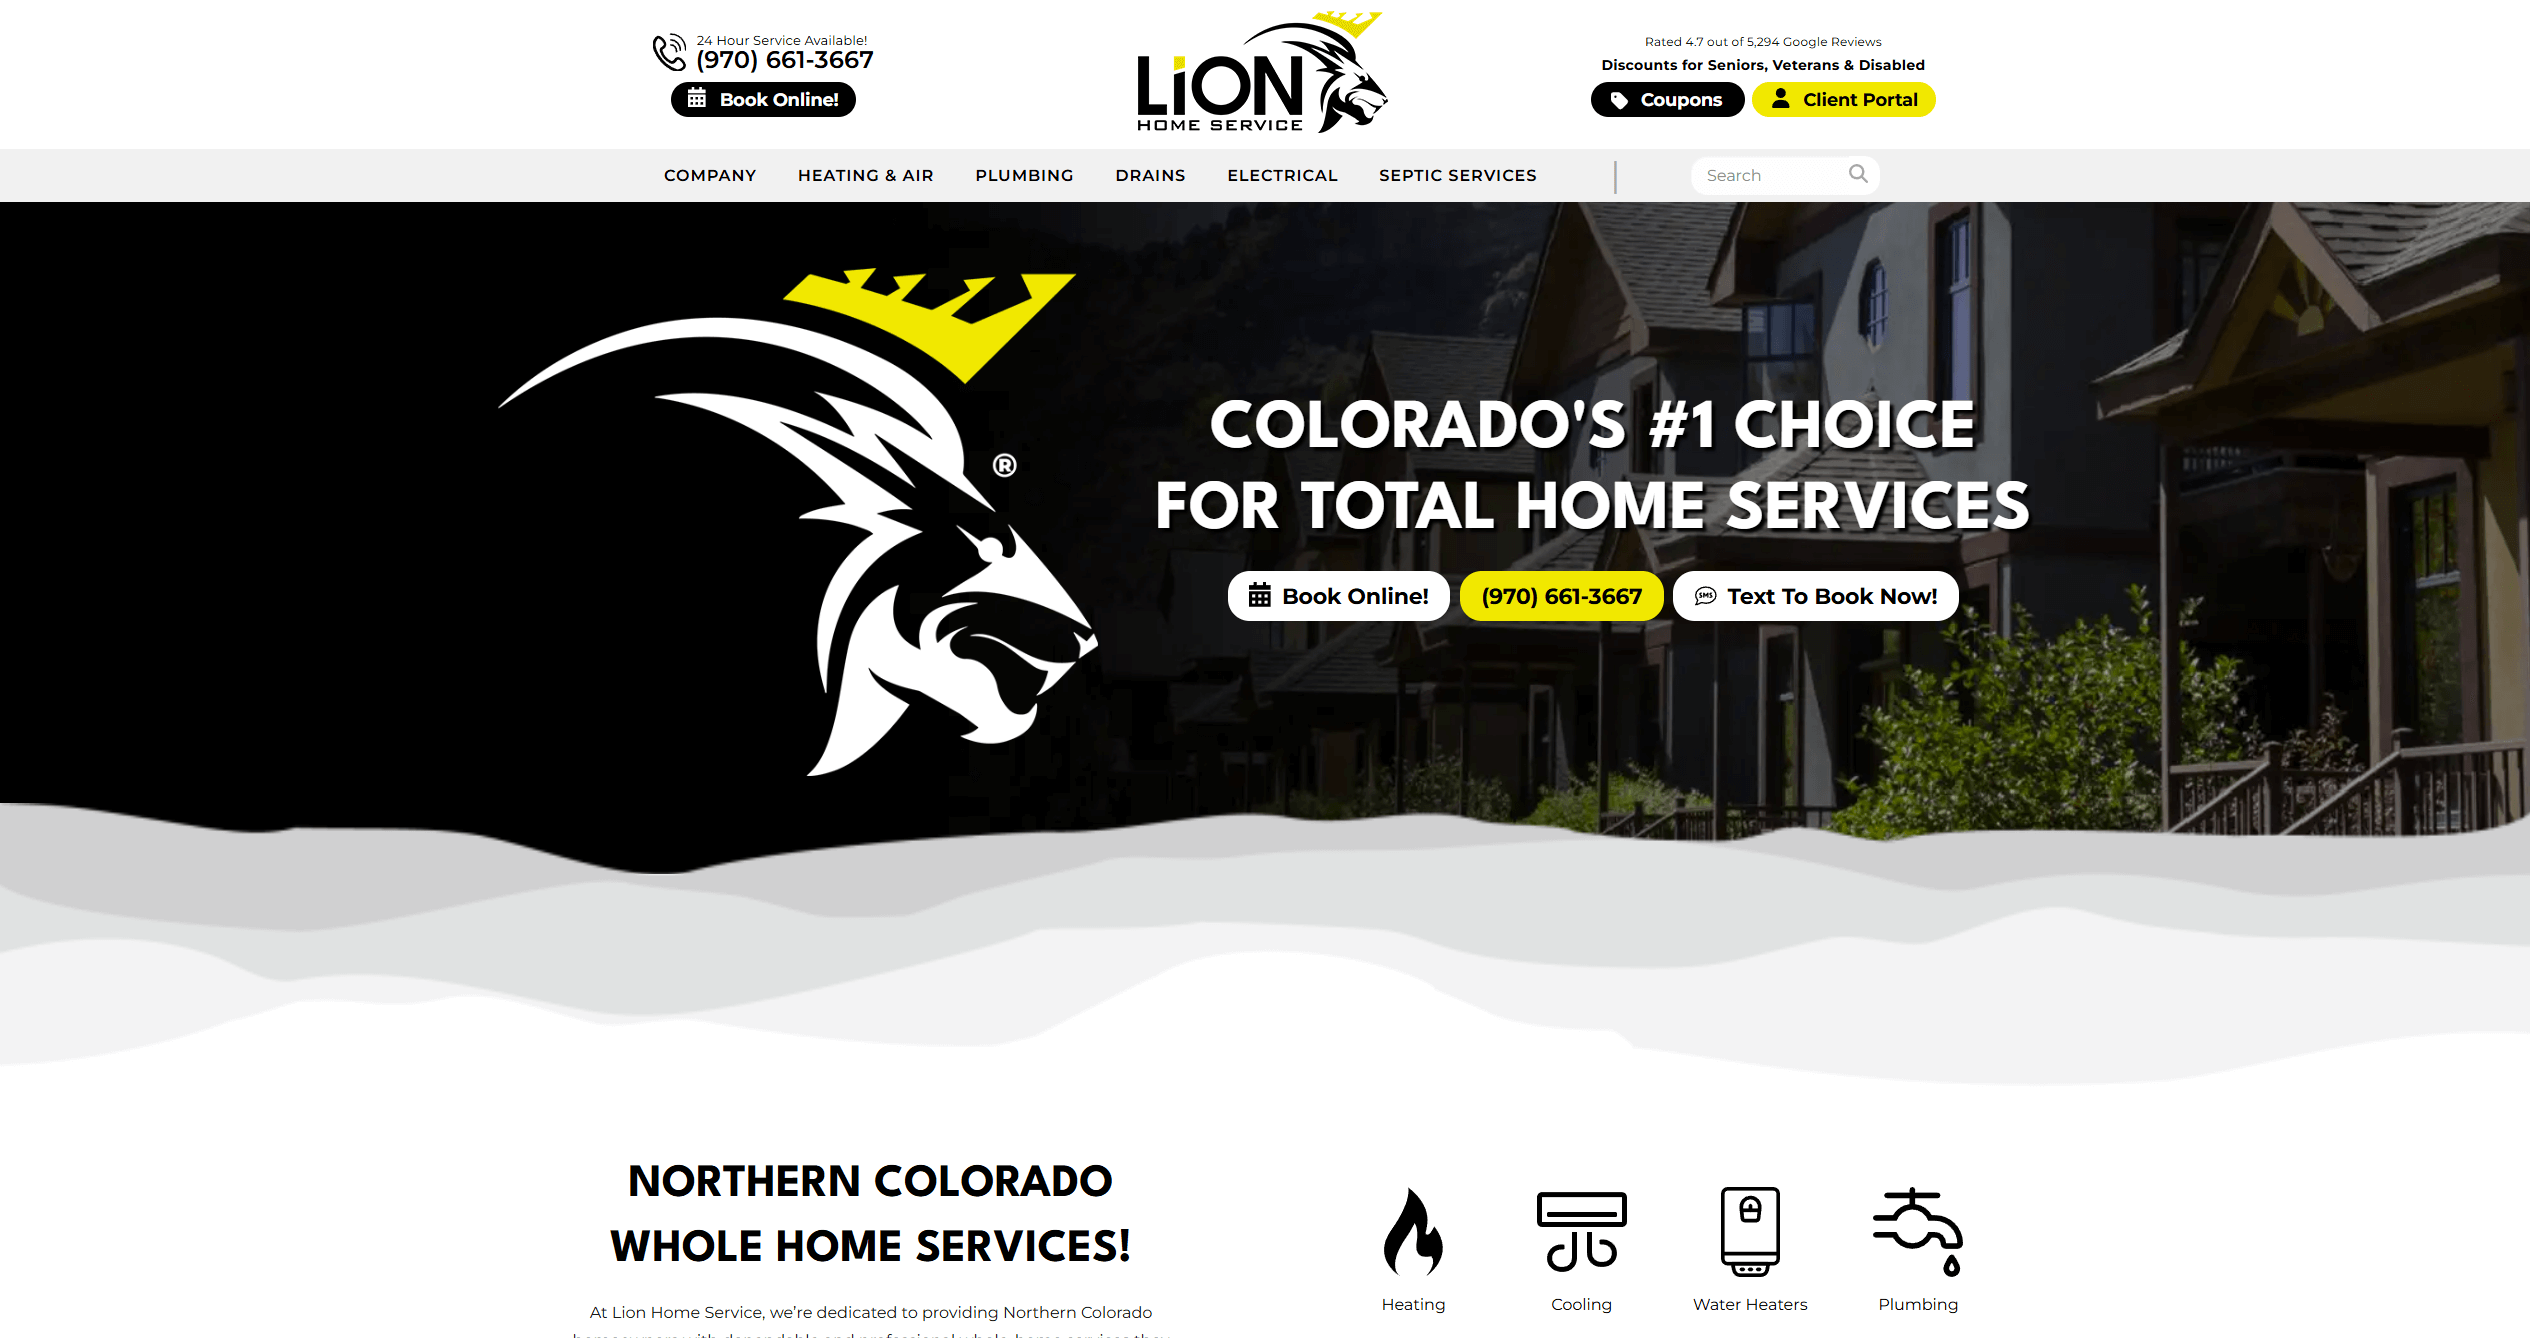 24 Hour Service Available!
(970) 661-3667
Book Online!
LION
HOME SERVICE
Rated 4.7 out of 5,294 Google Reviews
Discounts for Seniors, Veterans & Disabled
Coupons
Client Portal
COMPANY
HEATING & AIR
PLUMBING
DRAINS
ELECTRICAL
SEPTIC SERVICES
Search
®
COLORADO'S #1 CHOICE
FOR TOTAL HOME SERVICES
Book Online!
(970) 661-3667
SMS
Text To Book Now!
NORTHERN COLORADO
WHOLE HOME SERVICES!
At Lion Home Service, we’re dedicated to providing Northern Colorado
Heating
Cooling
Water Heaters
Plumbing